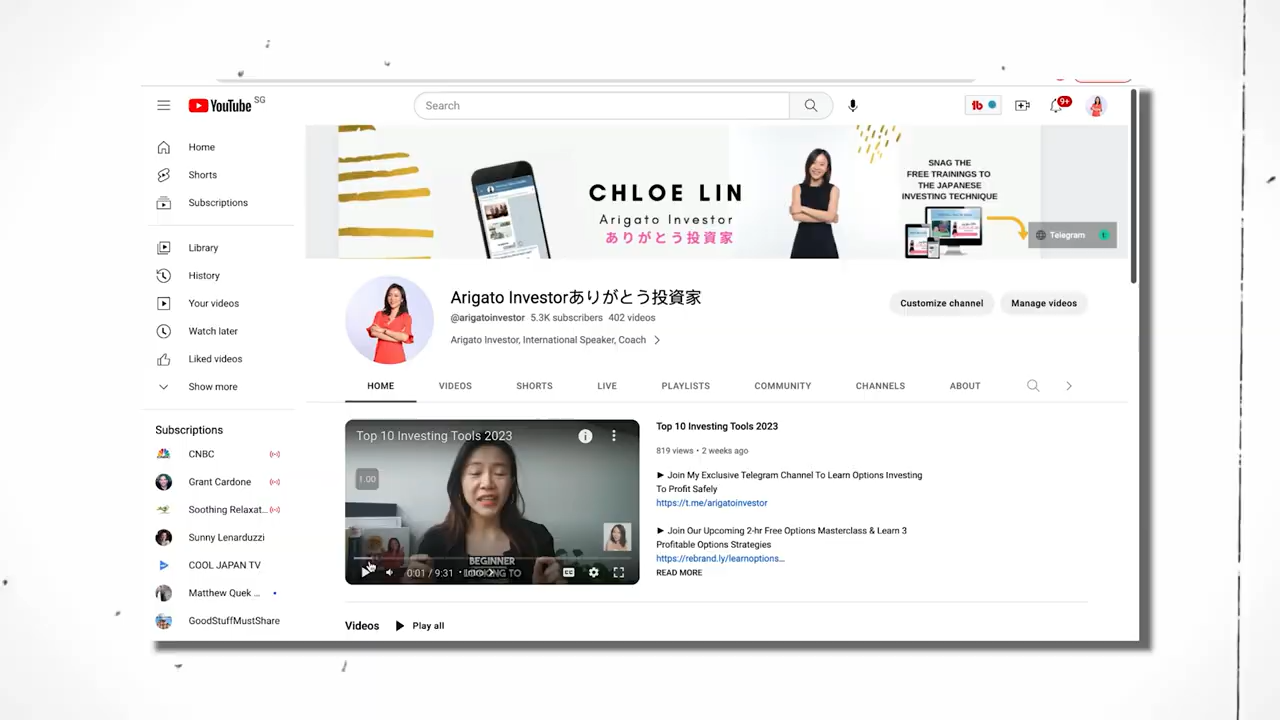 YouTube SG
Search
9+
Home
Shorts
Subscriptions
Library
History
Your videos
Watch later
Liked videos
Show more
Subscriptions
CNBC
Grant Cardone
Soothing Relaxat...
Sunny Lenarduzzi
COOL JAPAN TV
Matthew Quek ...
GoodStuffMustShare
CHLOE LIN
Arigato Investor
ありがとう投資家
SNAG THE
FREE TRAININGS TO
THE JAPANESE
INVESTING TECHNIQUE
Telegram
Arigato Investorありがとう投資家
@arigatoinvestor 5.3K subscribers 402 videos
Arigato Investor, International Speaker, Coach
Customize channel
Manage videos
HOME
VIDEOS
SHORTS
LIVE
PLAYLISTS
COMMUNITY
CHANNELS
ABOUT
Top 10 Investing Tools 2023
1.00
BEGINNER
LOOKING TO
0:01 / 9:31
Top 10 Investing Tools 2023
819 views • 2 weeks ago
► Join My Exclusive Telegram Channel To Learn Options Investing
To Profit Safely
https://t.me/arigatoinvestor
► Join Our Upcoming 2-hr Free Options Masterclass & Learn 3
Profitable Options Strategies
https://rebrand.ly/learnoptions...
READ MORE
Videos
Play all